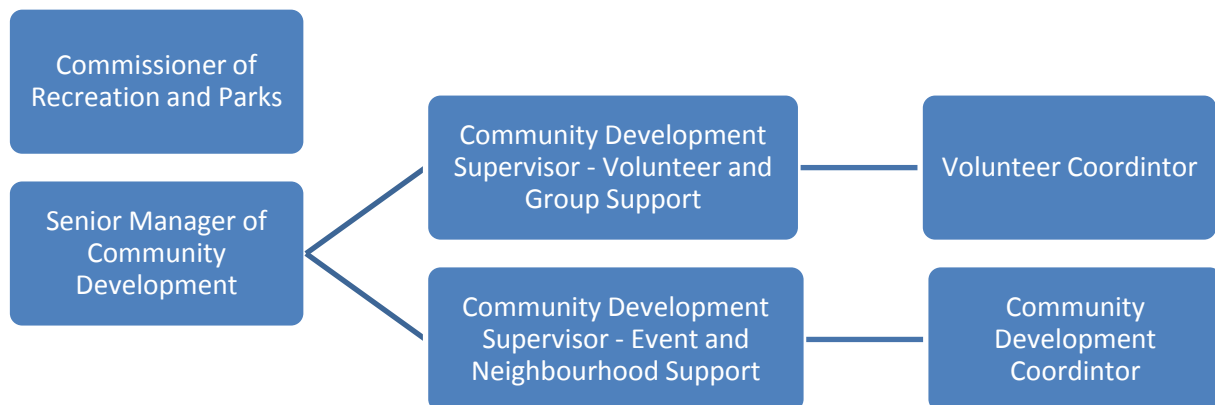 Commissioner of
Recreation and Parks
Senior Manager of
Community
Development
Community Development
Supervisor - Volunteer and
Group Support
Volunteer Coordintor
Community Development
Supervisor - Event and
Neighbourhood Support
Community
Development
Coordintor